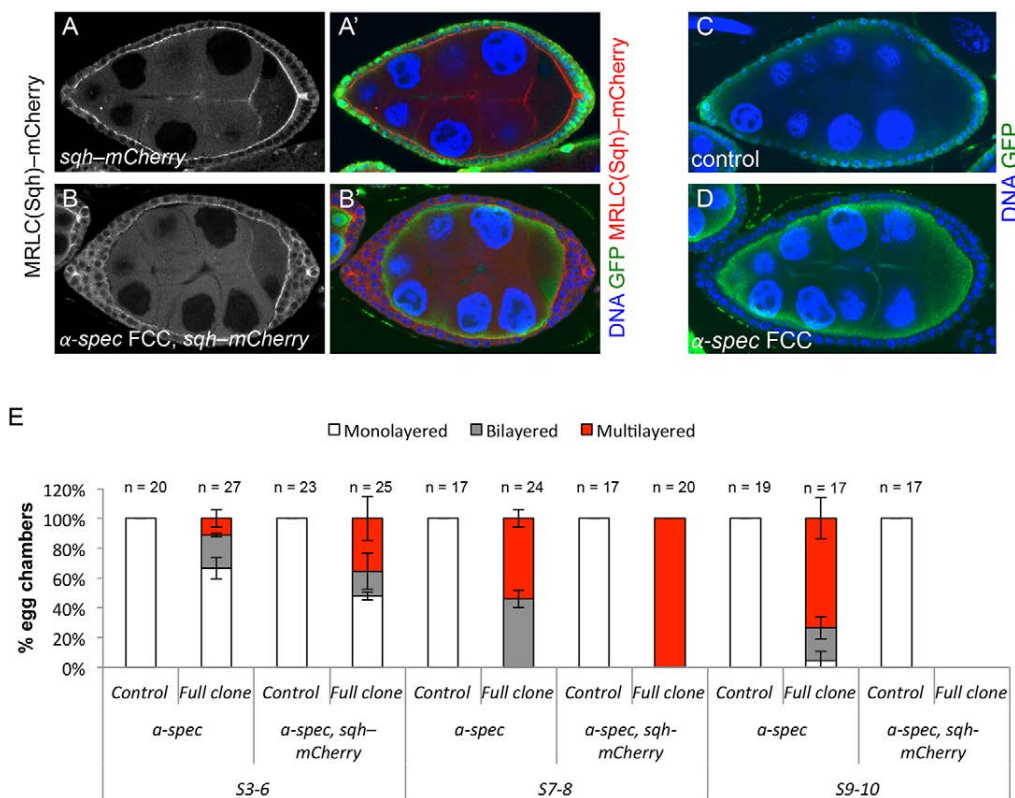 A
A'
C
MRLC(Sqh)–mCherry
sqh–mCherry
DNA GFP MRLC(Sqh)–mCherry
control
DNA GFP
B
B'
D
α-spec FCC, sqh–mCherry
α-spec FCC
E
Monolayered Bilayered Multilayered
n = 20 n = 27 n = 23 n = 25 n = 17 n = 24 n = 17 n = 20 n = 19 n = 17 n = 17
% egg chambers
120%
100%
80%
60%
40%
20%
0%
Control Full clone Control Full clone Control Full clone Control Full clone Control Full clone Control Full clone
α-spec α-spec, sqh– α-spec α-spec, sqh- α-spec α-spec, sqh-
mCherry mCherry mCherry
S3-6 S7-8 S9-10